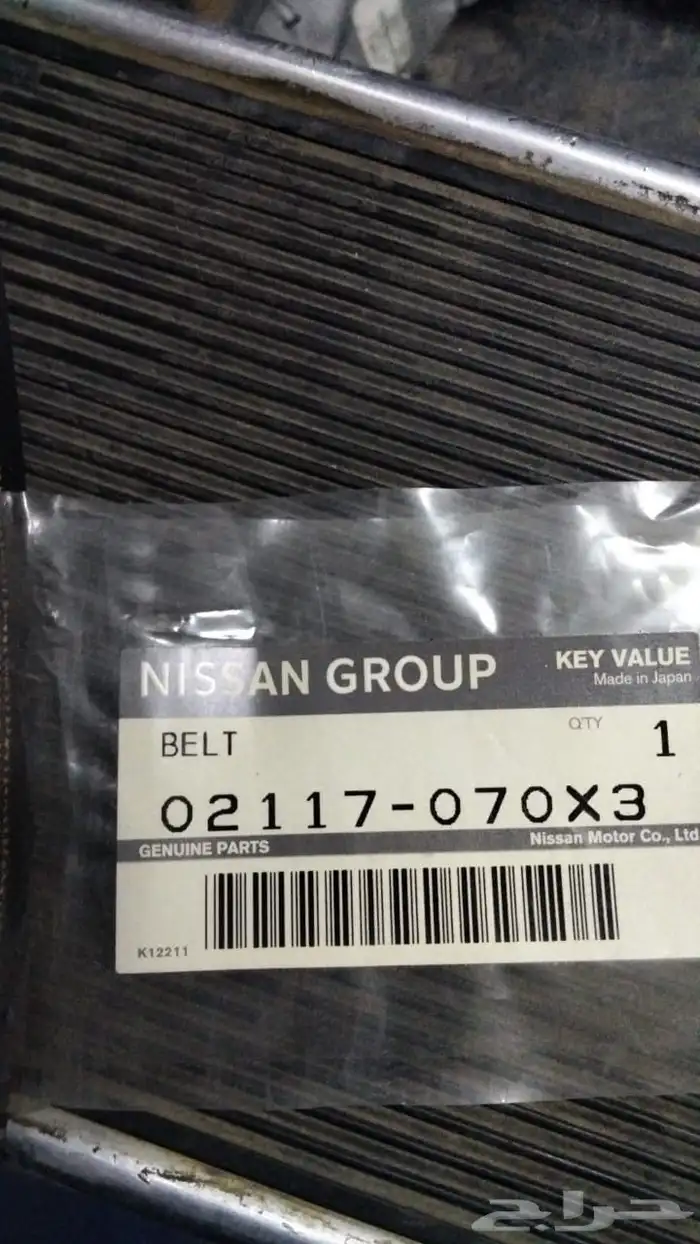 NISSAN GROUP
KEY VALUE
Made in Japan
BELT
QTY 1
02117-070X3
GENUINE PARTS
Nissan Motor Co., Ltd
K12211
حراج